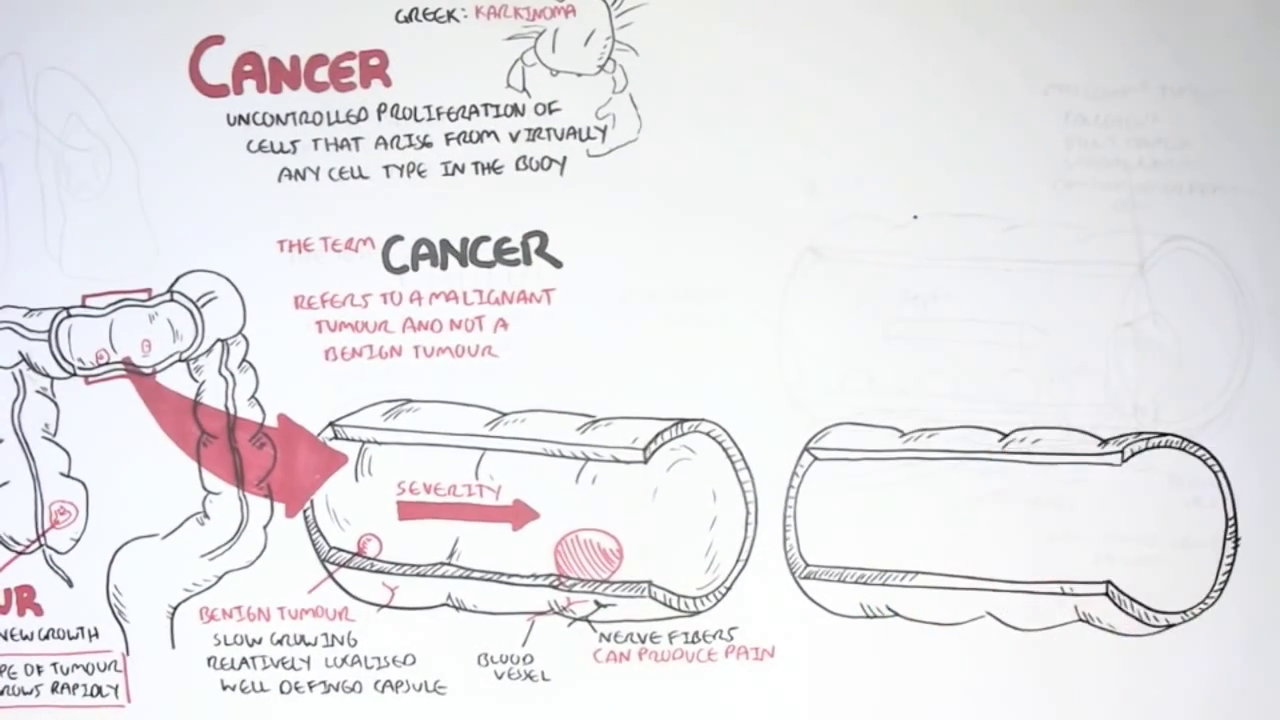 GREEK: KARKINOMA
CANCER
UNCONTROLLED PROLIFERATION OF
CELLS THAT ARISE FROM VIRTUALLY
ANY CELL TYPE IN THE BODY
THE TERM CANCER
REFERS TO A MALIGNANT
TUMOUR AND NOT A
BENIGN TUMOUR
SEVERITY
UR
NEW GROWTH
PE OF TUMOUR
ROWS RAPIDLY
BENIGN TUMOUR
SLOW GROWING
RELATIVELY LOCALISED
WELL DEFINED CAPSULE
BLOOD
VESSEL
NERVE FIBERS
CAN PRODUCE PAIN